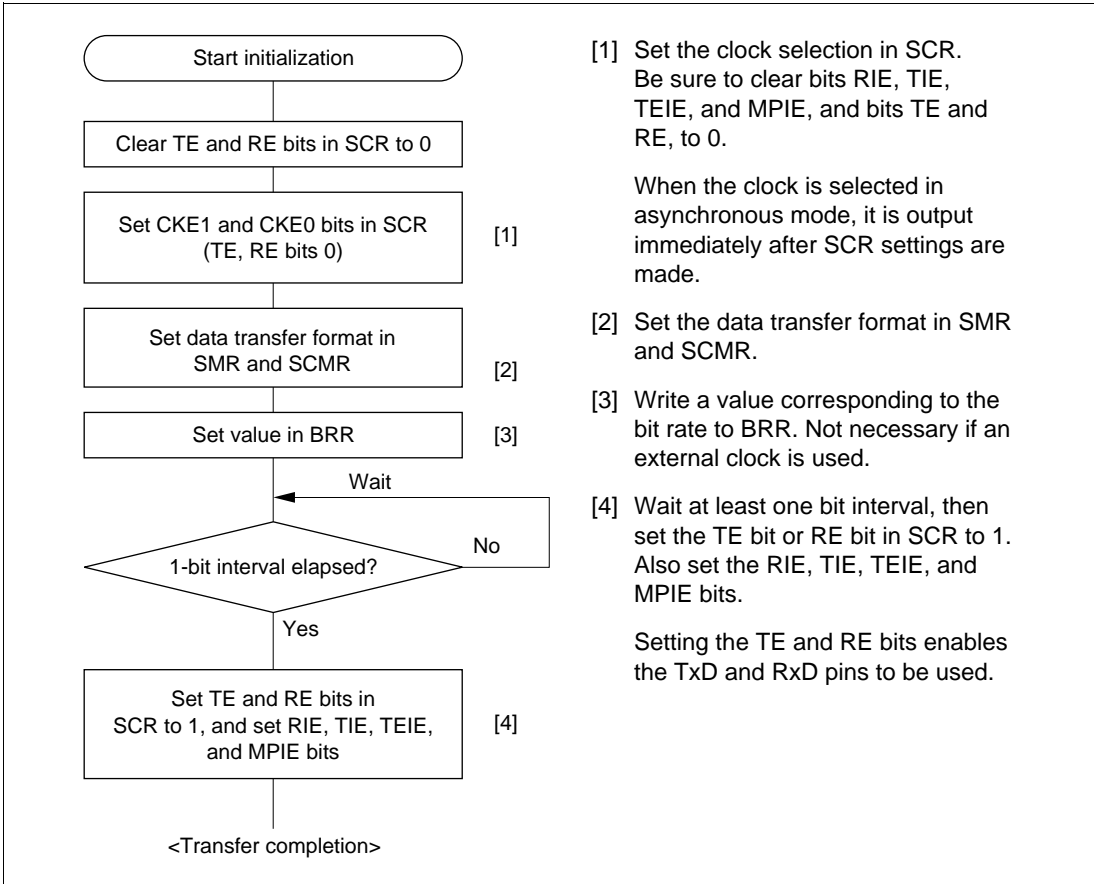 Start initialization
Clear TE and RE bits in SCR to 0
Set CKE1 and CKE0 bits in SCR
(TE, RE bits 0)
[1]
Set data transfer format in
SMR and SCMR
[2]
Set value in BRR
[3]
Wait
No
1-bit interval elapsed?
Yes
Set TE and RE bits in
SCR to 1, and set RIE, TIE, TEIE,
and MPIE bits
[4]
<Transfer completion>
[1] Set the clock selection in SCR.
Be sure to clear bits RIE, TIE,
TEIE, and MPIE, and bits TE and
RE, to 0.
When the clock is selected in
asynchronous mode, it is output
immediately after SCR settings are
made.
[2] Set the data transfer format in SMR
and SCMR.
[3] Write a value corresponding to the
bit rate to BRR. Not necessary if an
external clock is used.
[4] Wait at least one bit interval, then
set the TE bit or RE bit in SCR to 1.
Also set the RIE, TIE, TEIE, and
MPIE bits.
Setting the TE and RE bits enables
the TxD and RxD pins to be used.